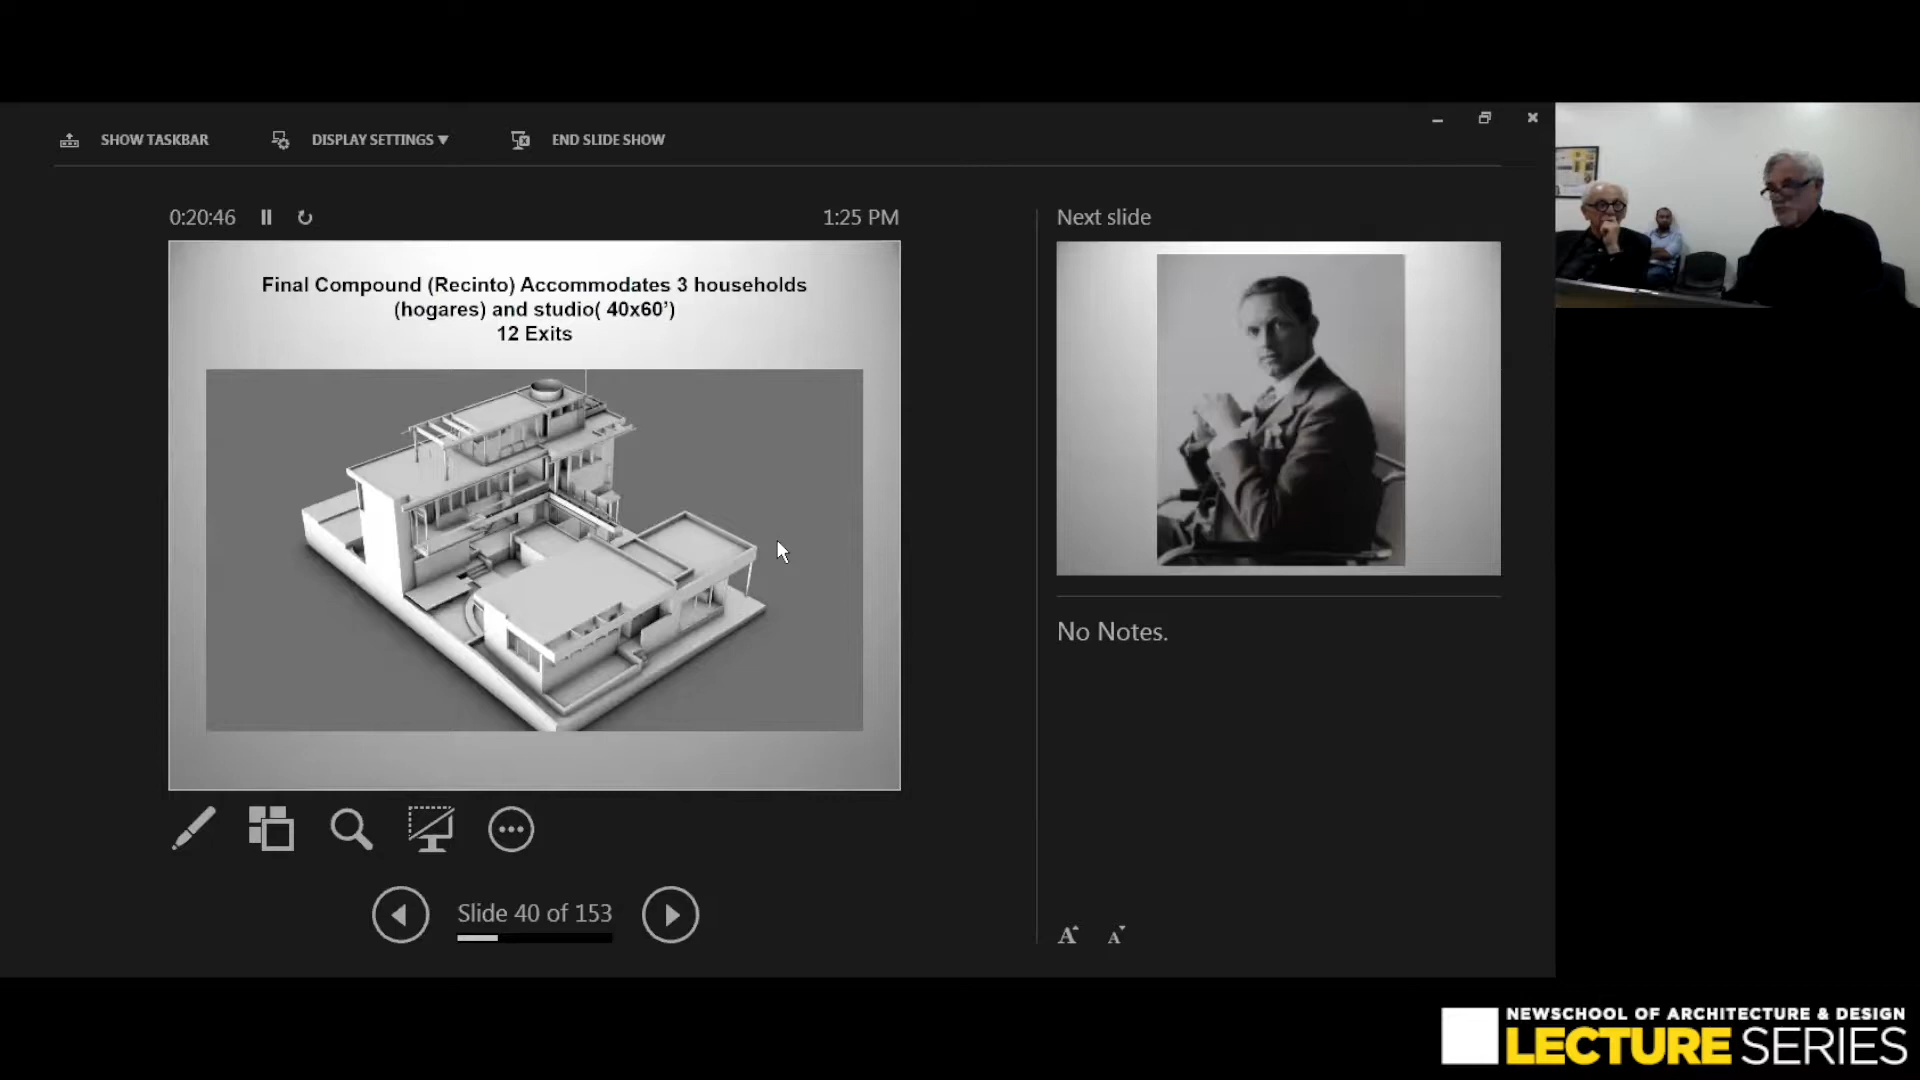 SHOW TASKBAR
DISPLAY SETTINGS ▼
END SLIDE SHOW
0:20:46
1:25 PM
Final Compound (Recinto) Accommodates 3 households
(hogares) and studio( 40x60’)
12 Exits
Slide 40 of 153
Next slide
No Notes.
A A
NEWSCHOOL OF ARCHITECTURE & DESIGN
LECTURE SERIES